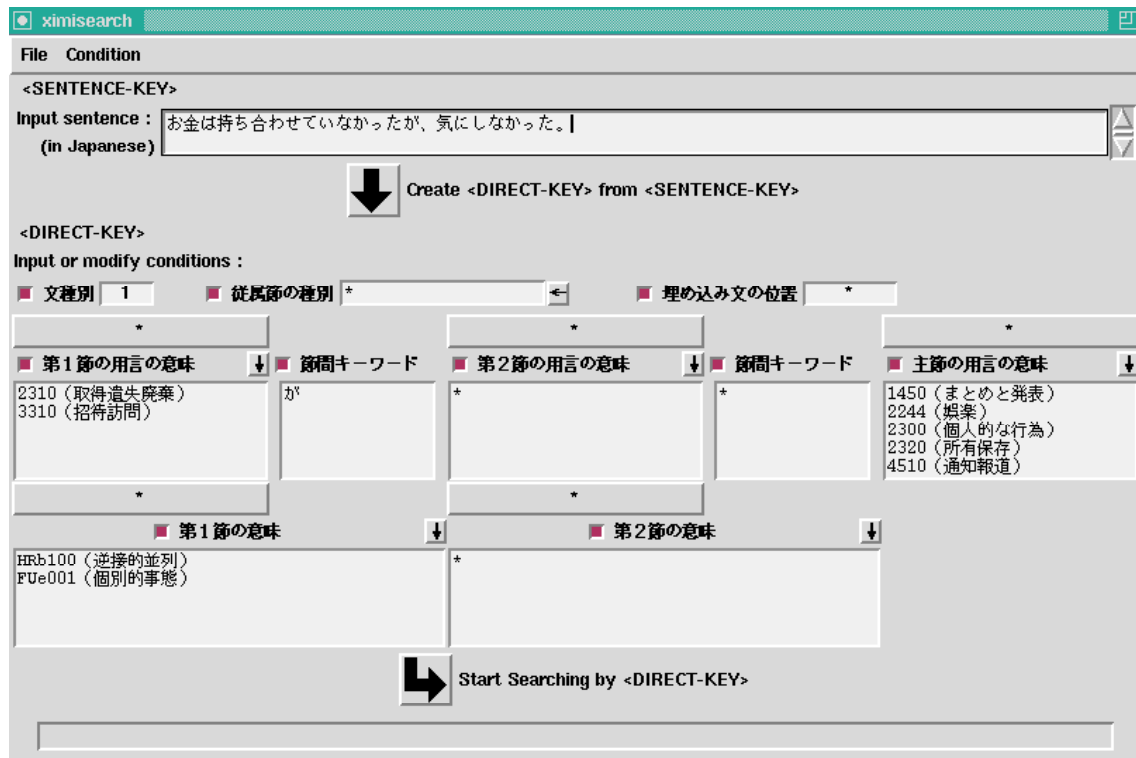 ximisearch
File Condition
<SENTENCE-KEY>
Input sentence : お金は持ち合わせていなかったが、気にしなかった。
(in Japanese)
Create <DIRECT-KEY> from <SENTENCE-KEY>
<DIRECT-KEY>
Input or modify conditions :
文種別 1 従属節の種別 * 埋め込み文の位置 *
* * *
第1節の用言の意味 節間キーワード 第2節の用言の意味 節間キーワード 主節の用言の意味
2310（取得遺失廃棄） が * * 1450（まとめと発表）
3310（招待訪問） 2244（娯楽）
2300（個人的な行為）
2320（所有保存）
4510（通知報道）
* *
第1節の意味 第2節の意味
HRb100（逆接的並列） *
FUe001（個別的事態）
Start Searching by <DIRECT-KEY>